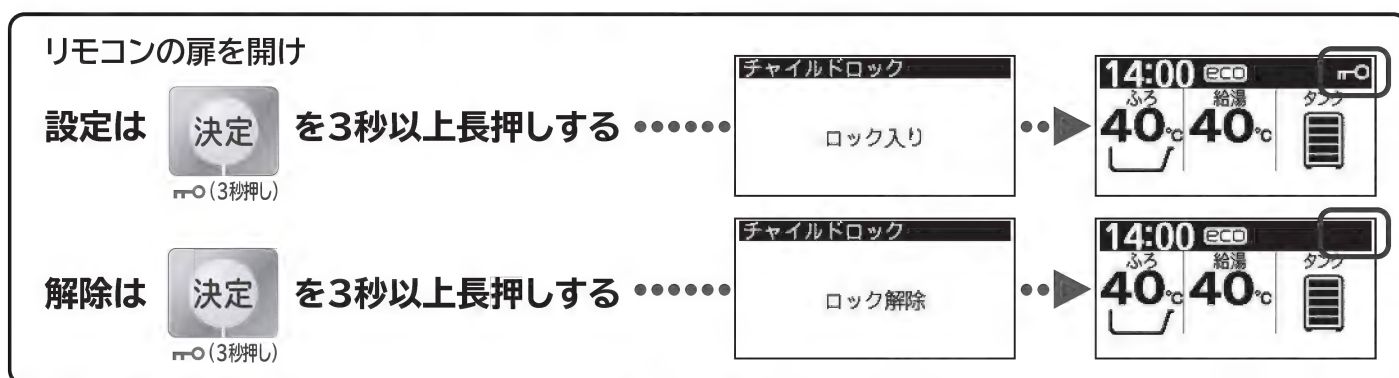 リモコンの扉を開け
設定は 決定 を3秒以上長押しする
(3秒押し)
チャイルドロック
ロック入り
14:00 eco
ふろ 給湯 タンク
40℃ 40℃
解除は 決定 を3秒以上長押しする
(3秒押し)
チャイルドロック
ロック解除
14:00 eco
ふろ 給湯 タンク
40℃ 40℃